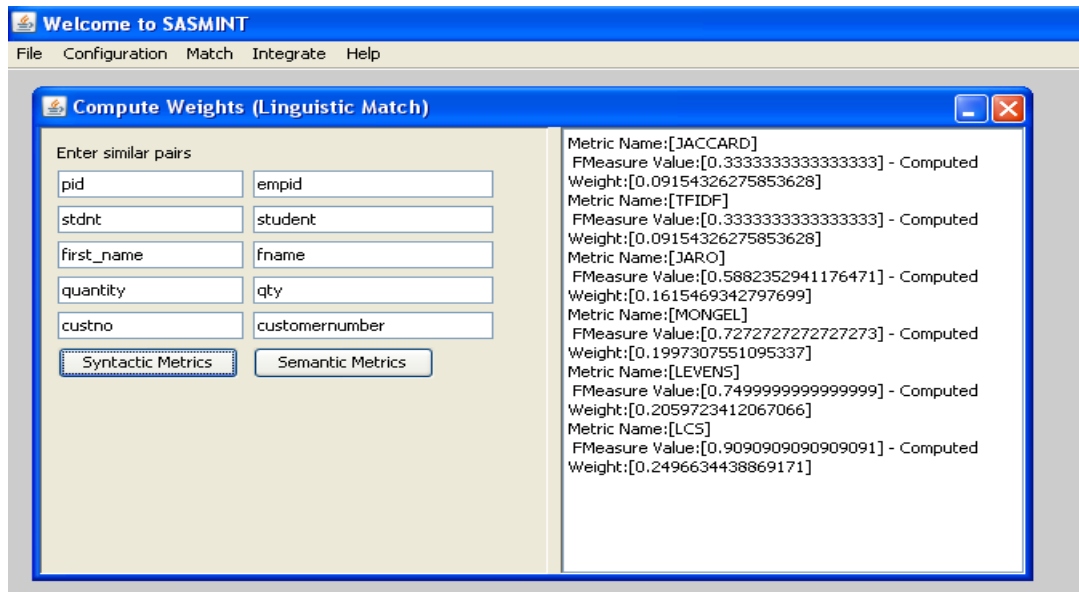 Welcome to SASMINT
File Configuration Match Integrate Help
Compute Weights (Linguistic Match)
Enter similar pairs
pid empid
stdnt student
first_name fname
quantity qty
custno customernumber
Syntactic Metrics Semantic Metrics
Metric Name:[JACCARD]
FMeasure Value:[0.3333333333333333] - Computed
Weight:[0.09154326275853628]
Metric Name:[TFIDF]
FMeasure Value:[0.3333333333333333] - Computed
Weight:[0.09154326275853628]
Metric Name:[JARO]
FMeasure Value:[0.5882352941176471] - Computed
Weight:[0.1615469342797699]
Metric Name:[MONGEL]
FMeasure Value:[0.7272727272727273] - Computed
Weight:[0.1997307551095337]
Metric Name:[LEVENS]
FMeasure Value:[0.7499999999999999] - Computed
Weight:[0.2059723412067066]
Metric Name:[LCS]
FMeasure Value:[0.9090909090909091] - Computed
Weight:[0.2496634438869171]